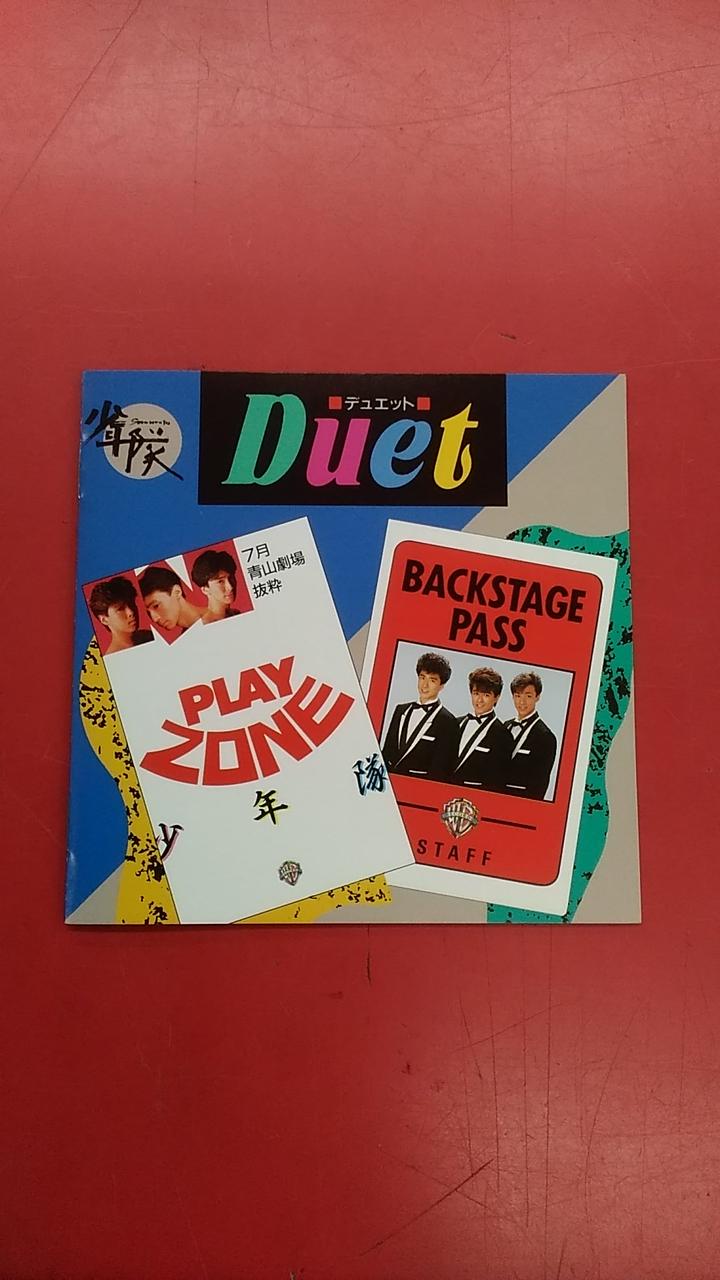 少年隊
■デュエット■
Duet
7月
青山劇場
抜粋
PLAY
ZONE
少
年
隊
BACKSTAGE
PASS
STAFF